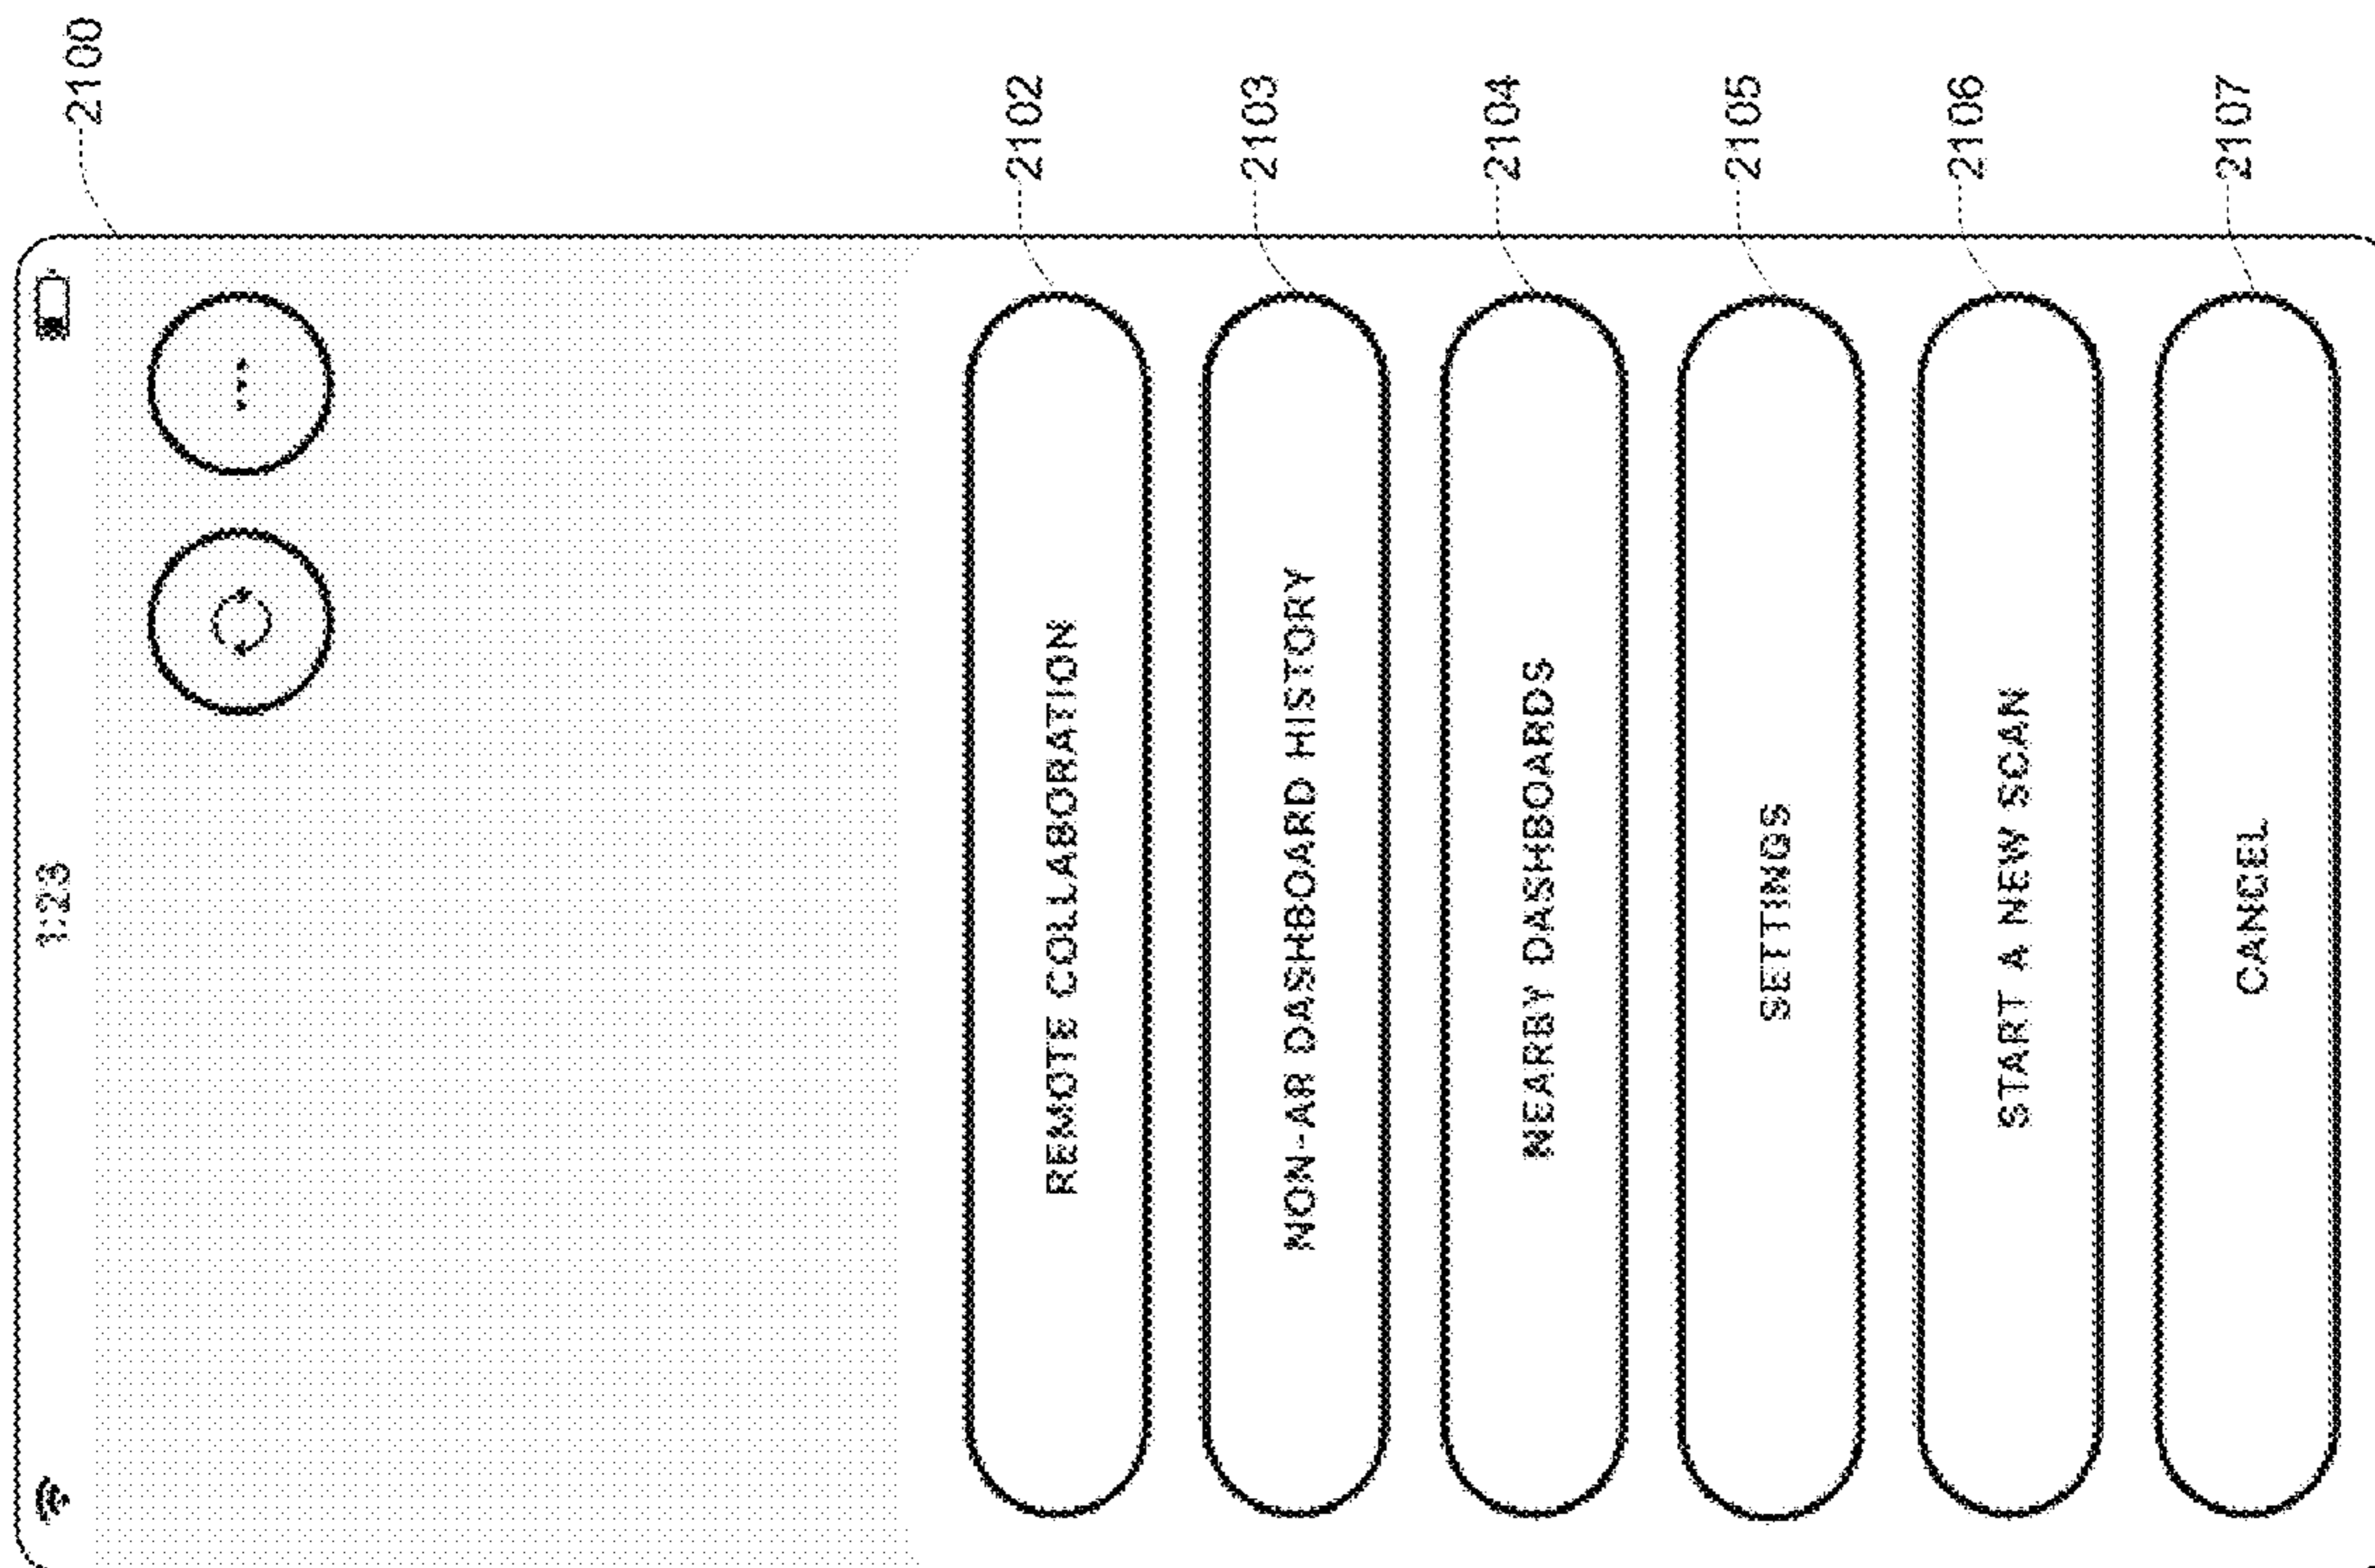 1:23
2100
...
REMOTE COLLABORATION
2102
NON-AR DASHBOARD HISTORY
2103
NEARBY DASHBOARDS
2104
SETTINGS
2105
START A NEW SCAN
2106
CANCEL
2107